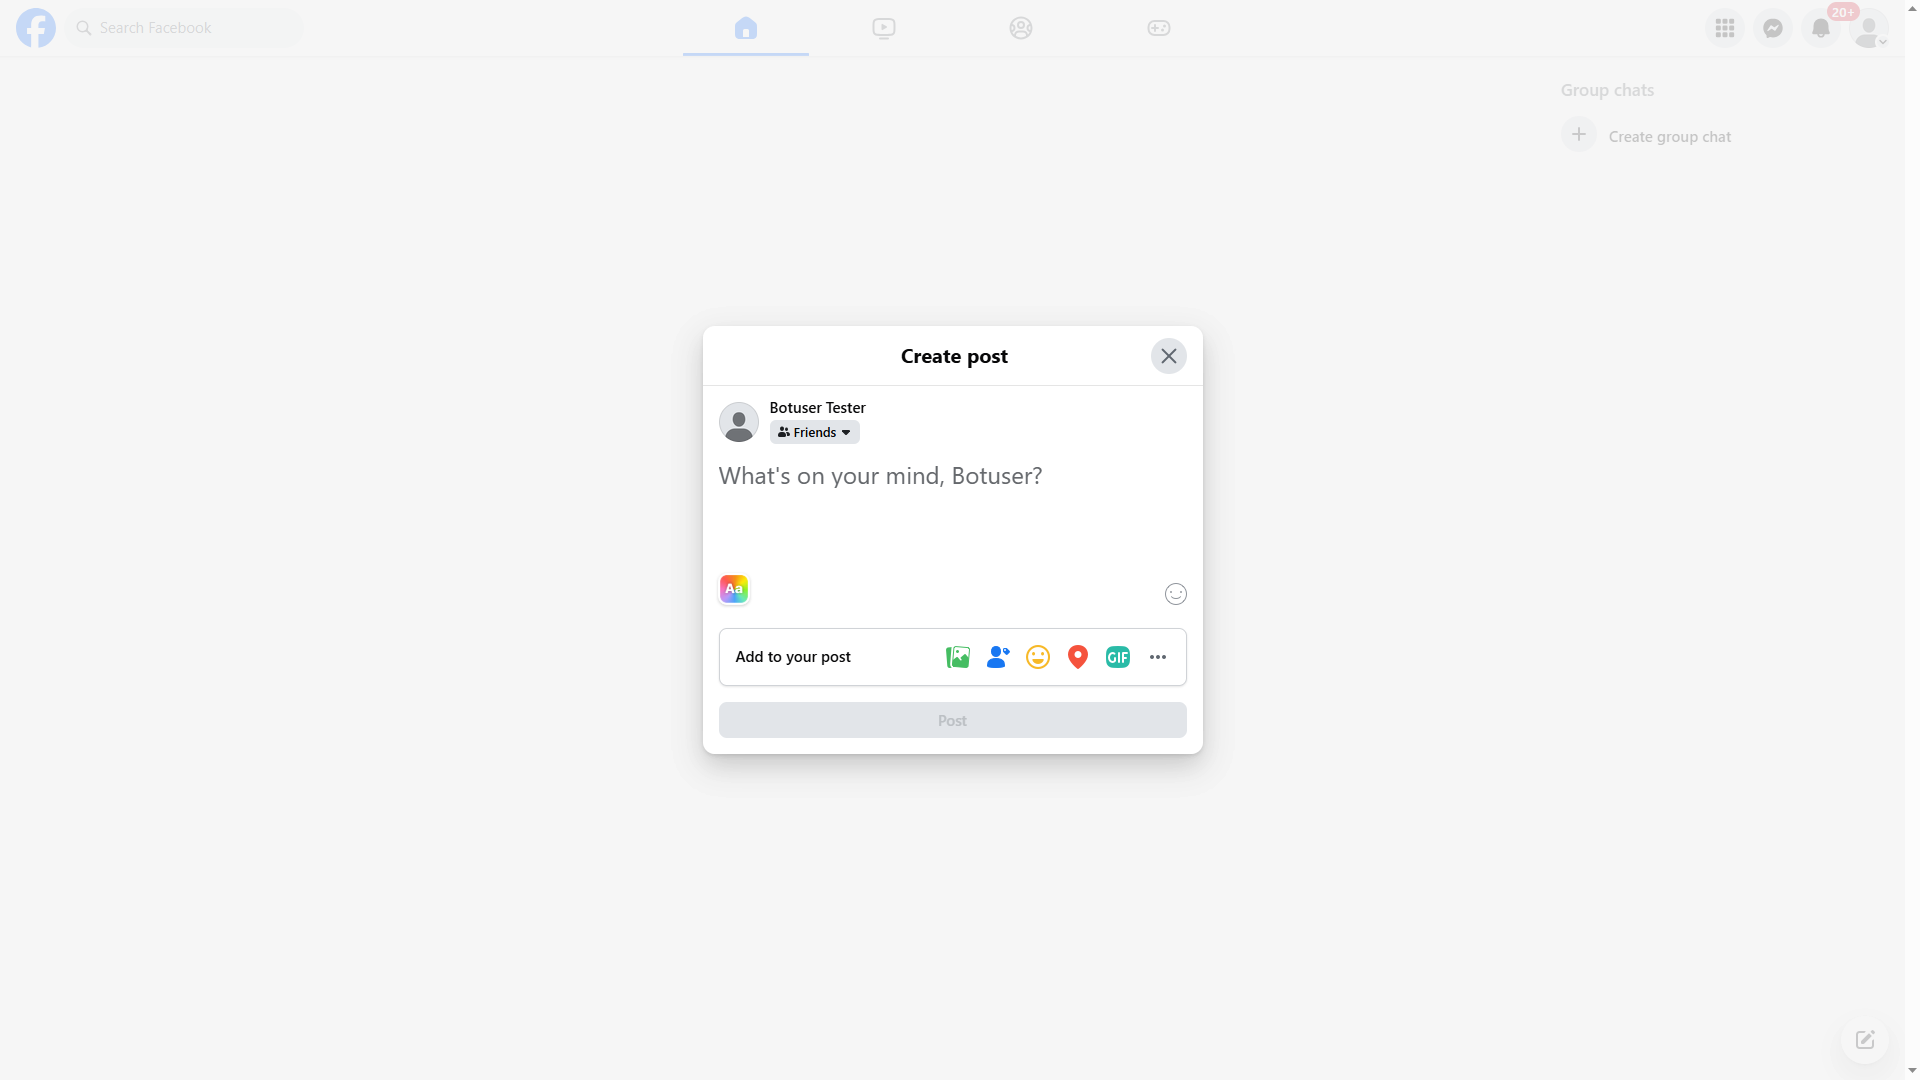 Search Facebook
20+
Group chats
Create group chat
Create post
Botuser Tester
Friends
What's on your mind, Botuser?
Aa
Add to your post
GIF
Post